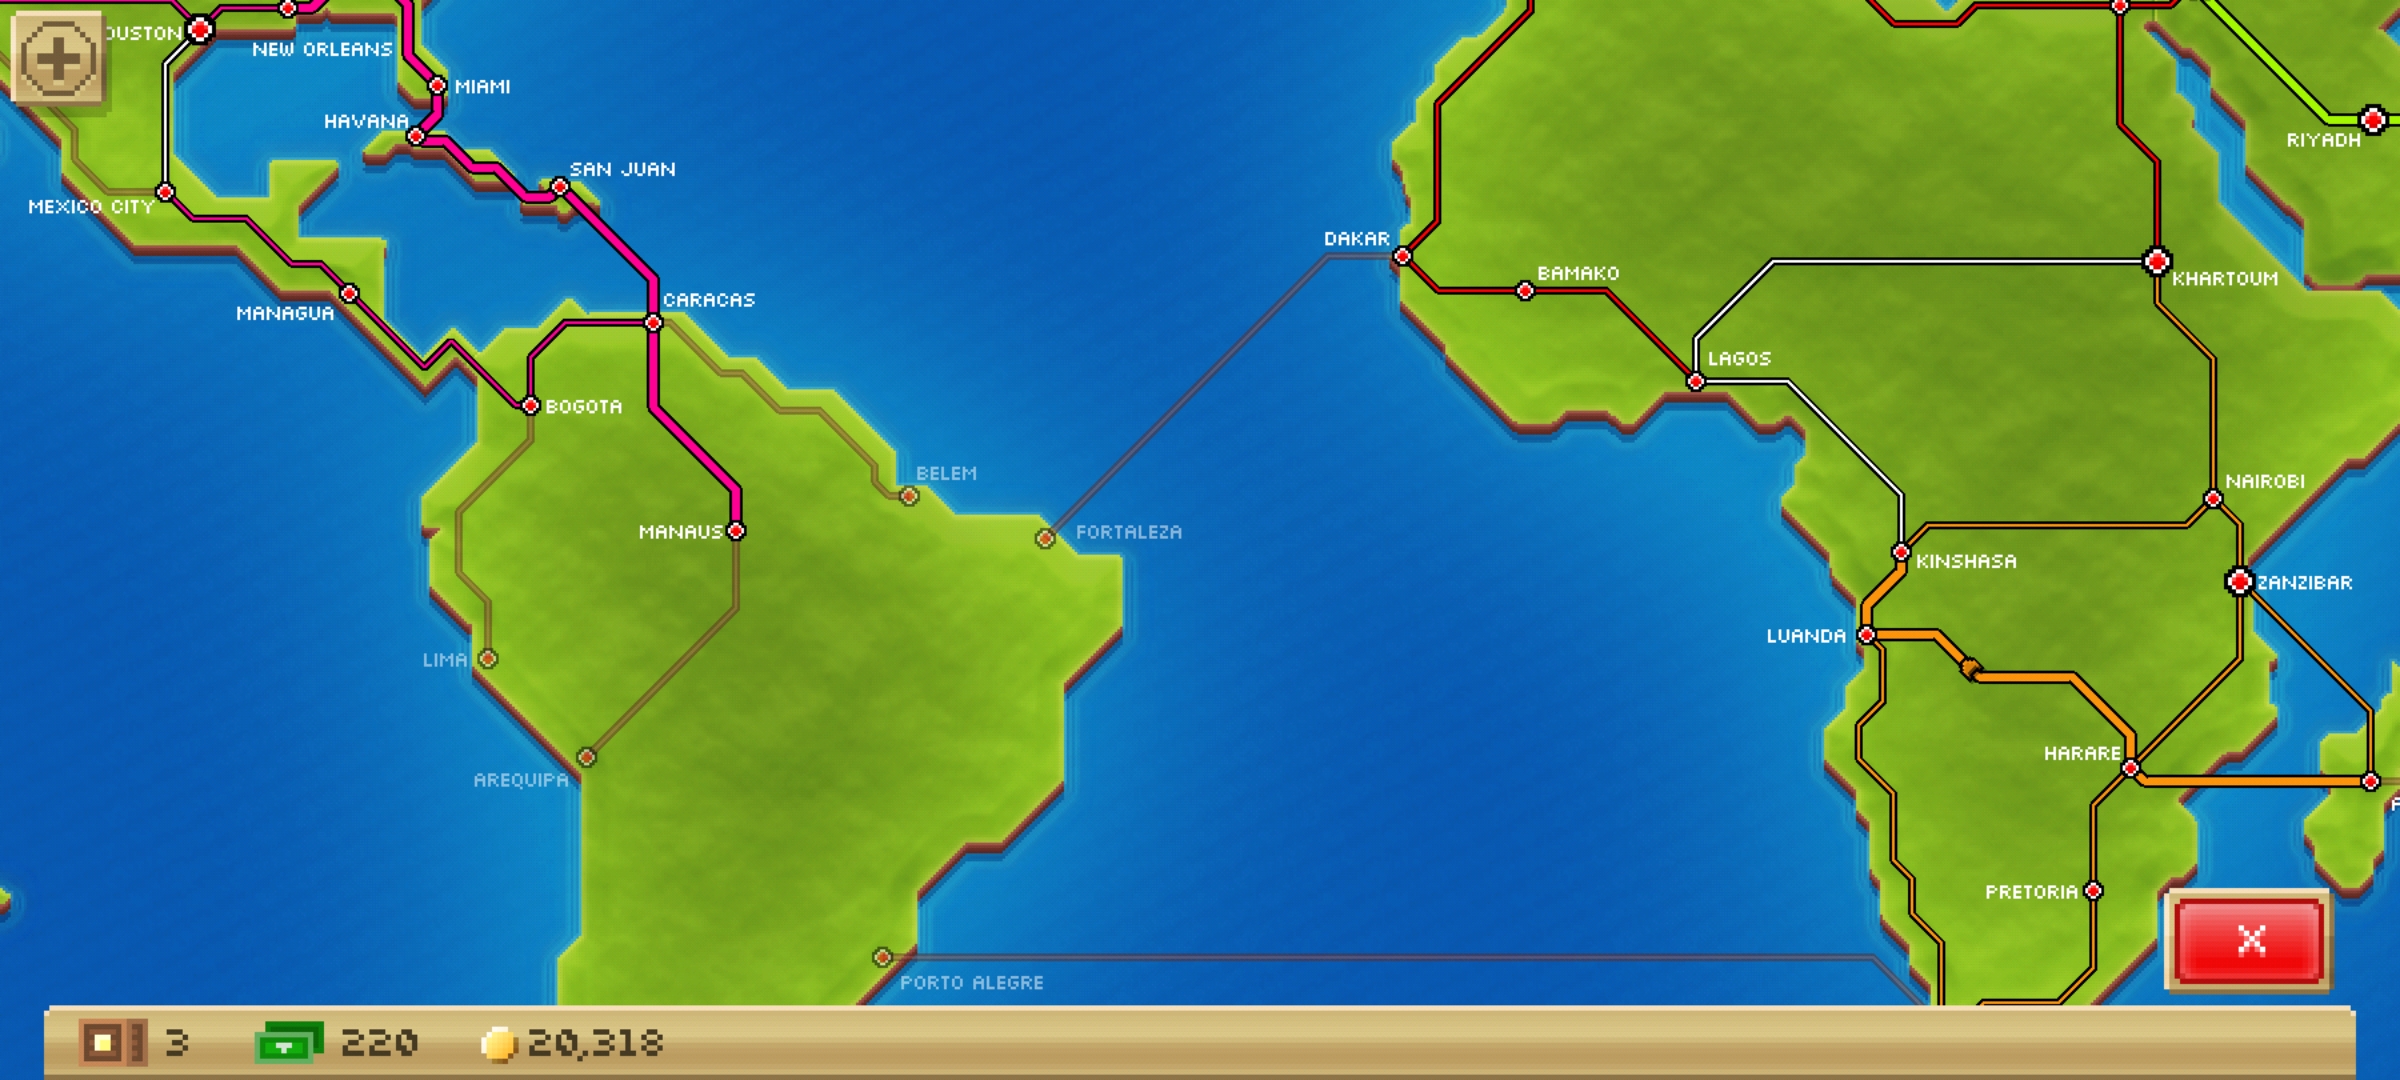 OUSTON
NEW ORLEANS
MIAMI
HAVANA
RIYADH
SAN JUAN
MEXICO CITY
DAKAR
BAMAKO
KHARTOUM
CARACAS
MANAGUA
LAGOS
BOGOTA
BELEM
NAIROBI
MANAUS
FORTALEZA
KINSHASA
ZANZIBAR
LUANDA
LIMA
HARARE
AREQUIPA
PRETORIA
PORTO ALEGRE
3 220 20,318